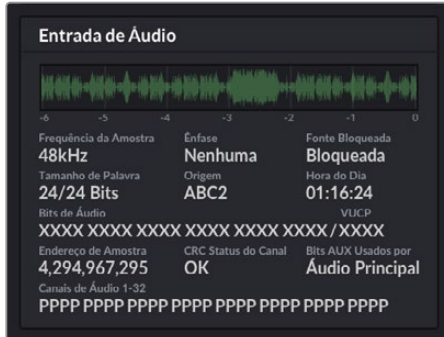 Entrada de Áudio
-6 -5 -4 -3 -2 -1 0
Frequência da Amostra Ênfase Fonte Bloqueada
48kHz Nenhuma Bloqueada
Tamanho de Palavra Origem Hora do Dia
24/24 Bits ABC2 01:16:24
Bits de Áudio VUCP
XXXX XXXX XXXX XXXX XXXX XXXX/XXXX
Endereço de Amostra CRC Status do Canal Bits AUX Usados por
4,294,967,295 OK Áudio Principal
Canais de Áudio 1-32
PPPP PPPP PPPP PPPP PPPP PPPP PPPP PPPP